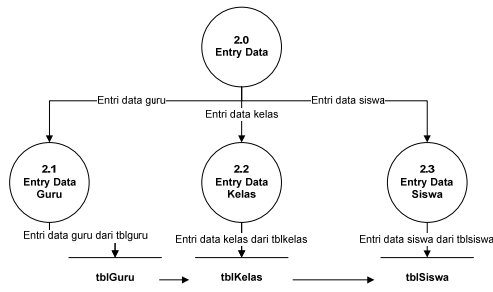 2.0
Entry Data
Entri data guru
Entri data siswa
Entri data kelas
2.1
Entry Data
Guru
2.2
Entry Data
Kelas
2.3
Entry Data
Siswa
Entri data guru dari tblguru
Entri data kelas dari tblkelas
Entri data siswa dari tblsiswa
tblGuru
tblKelas
tblSiswa